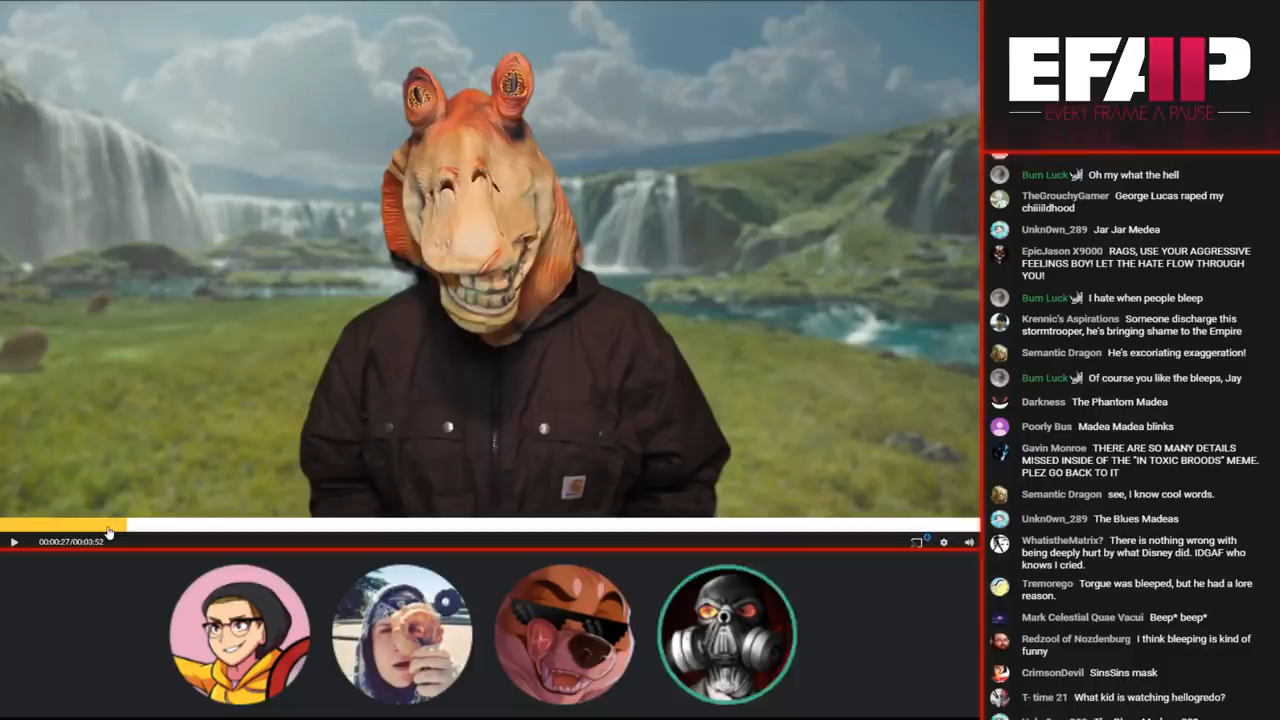 EFAP
EVERY FRAME A PAUSE
Bum Luck Oh my what the hell
TheGrouchyGamer George Lucas raped my
chiiiildhood
Unkn0wn_289 Jar Jar Medea
EpicJason X9000 RAGS, USE YOUR AGGRESSIVE
FEELINGS BOY! LET THE HATE FLOW THROUGH
YOU!
Bum Luck I hate when people bleep
Krennic's Aspirations Someone discharge this
stormtrooper, he's bringing shame to the Empire
Semantic Dragon He's excoriating exaggeration!
Bum Luck Of course you like the bleeps, Jay
Darkness The Phantom Madea
Poorly Bus Madea Madea blinks
Gavin Monroe THERE ARE SO MANY DETAILS
MISSED INSIDE OF THE "IN TOXIC BROODS" MEME.
PLEZ GO BACK TO IT
Semantic Dragon see, I know cool words.
Unkn0wn_289 The Blues Madeas
WhatistheMatrix? There is nothing wrong with
being deeply hurt by what Disney did. IDGAF who
knows I cried.
Tremorego Torgue was bleeped, but he had a lore
reason.
Mark Celestial Quae Vacui Beep* beep*
Redzool of Nozdenburg I think bleeping is kind of
funny
CrimsonDevil SinsSins mask
T- time 21 What kid is watching hellogredo?
00:00:27/00:03:52